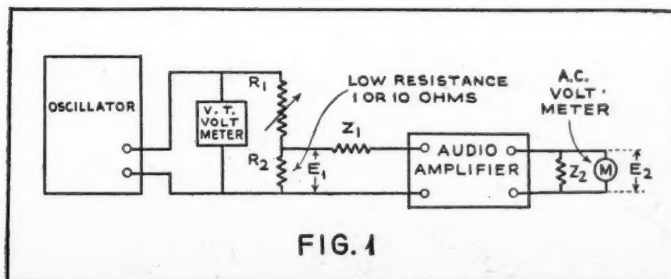 OSCILLATOR
V. T.
VOLT
METER
R1
R2
LOW RESISTANCE
1 OR 10 OHMS
Z1
E1
AUDIO
AMPLIFIER
A.C.
VOLT-
METER
Z2
M
E2
FIG. 1